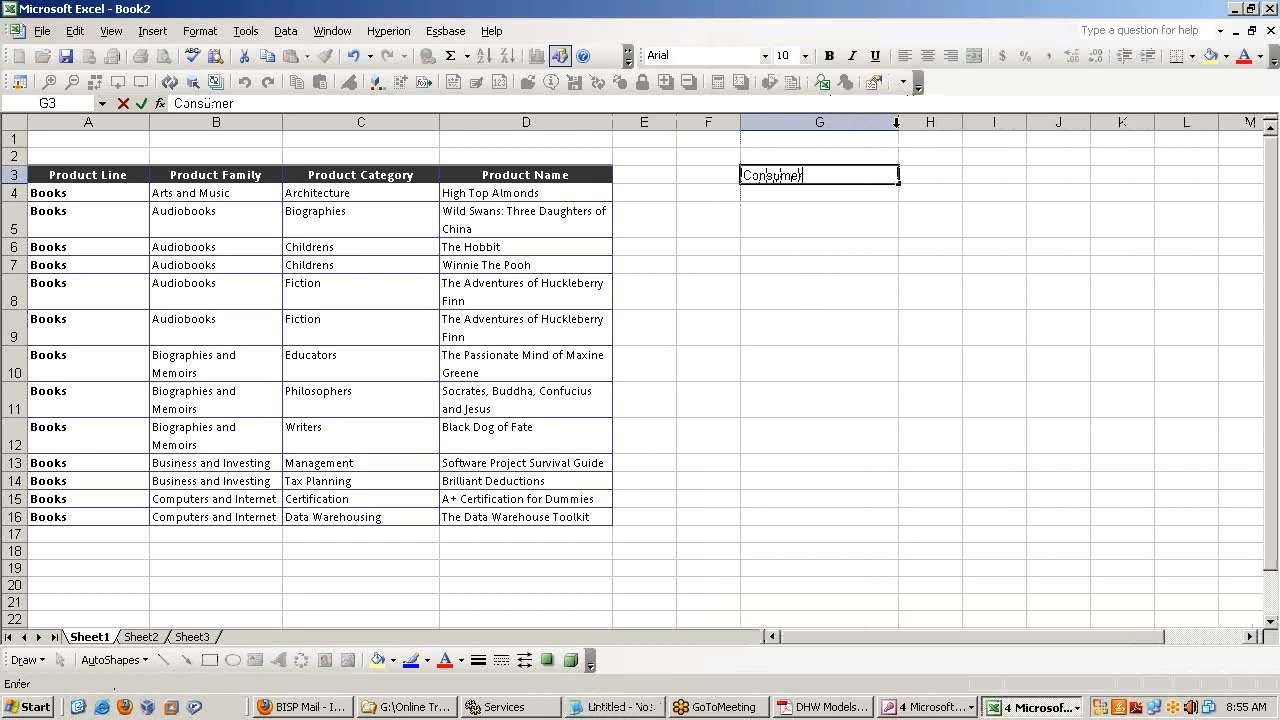 Microsoft Excel - Book2
File Edit View Insert Format Tools Data Window Hyperion Essbase Help
Type a question for help
Arial 10 B I U $ %
G3 fx Consumer
A B C D E F G H I J K L M
1
2
3 Product Line Product Family Product Category Product Name Consumer
4 Books Arts and Music Architecture High Top Almonds
5 Books Audiobooks Biographies Wild Swans: Three Daughters of
China
6 Books Audiobooks Childrens The Hobbit
7 Books Audiobooks Childrens Winnie The Pooh
8 Books Audiobooks Fiction The Adventures of Huckleberry
Finn
9 Books Audiobooks Fiction The Adventures of Huckleberry
Finn
10 Books Biographies and Educators The Passionate Mind of Maxine
Memoirs Greene
11 Books Biographies and Philosophers Socrates, Buddha, Confucius
Memoirs and Jesus
12 Books Biographies and Writers Black Dog of Fate
Memoirs
13 Books Business and Investing Management Software Project Survival Guide
14 Books Business and Investing Tax Planning Brilliant Deductions
15 Books Computers and Internet Certification A+ Certification for Dummies
16 Books Computers and Internet Data Warehousing The Data Warehouse Toolkit
17
18
19
20
21
22
Sheet1 Sheet2 Sheet3
Draw AutoShapes
Enter
Start BISP Mail - I... G:\Online Tr... Services Untitled - No... GoToMeeting DHW Models... 4 Microsoft... 4 Microsoft... 8:55 AM